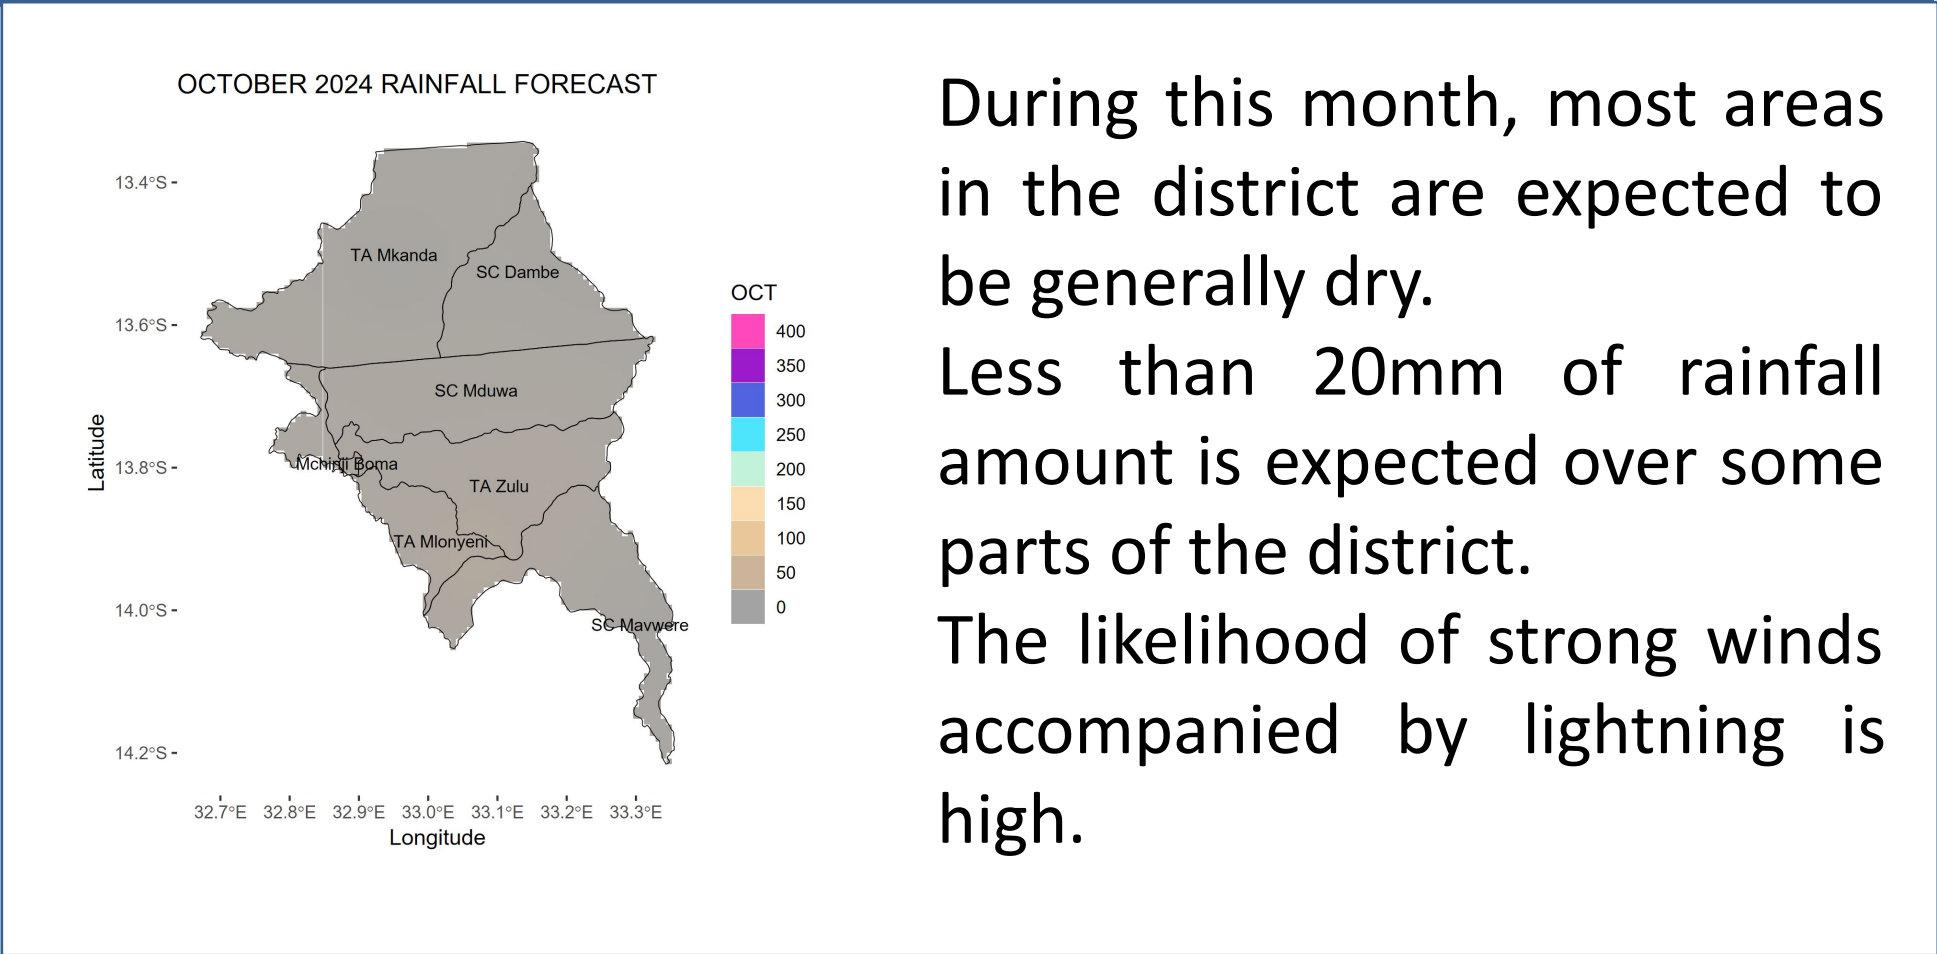 OCTOBER 2024 RAINFALL FORECAST
13.4°S
13.6°S
13.8°S
14.0°S
14.2°S
Latitude
TA Mkanda
SC Dambe
SC Mduwa
Mchinji Boma
TA Zulu
TA Mlonyeni
SC Mavwere
32.7°E 32.8°E 32.9°E 33.0°E 33.1°E 33.2°E 33.3°E
Longitude
OCT
400
350
300
250
200
150
100
50
0
During this month, most areas
in the district are expected to
be generally dry.
Less than 20mm of rainfall
amount is expected over some
parts of the district.
The likelihood of strong winds
accompanied by lightning is
high.